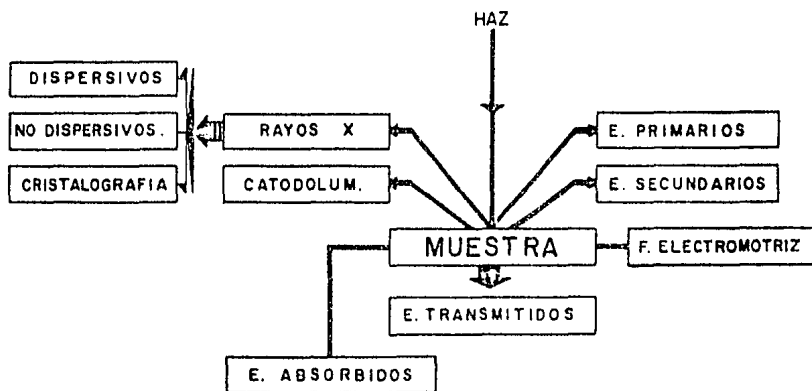 HAZ
DISPERSIVOS
NO DISPERSIVOS.
CRISTALOGRAFIA
RAYOS X
CATODOLUM.
E. PRIMARIOS
E. SECUNDARIOS
MUESTRA
F. ELECTROMOTRIZ
E. TRANSMITIDOS
E. ABSORBIDOS